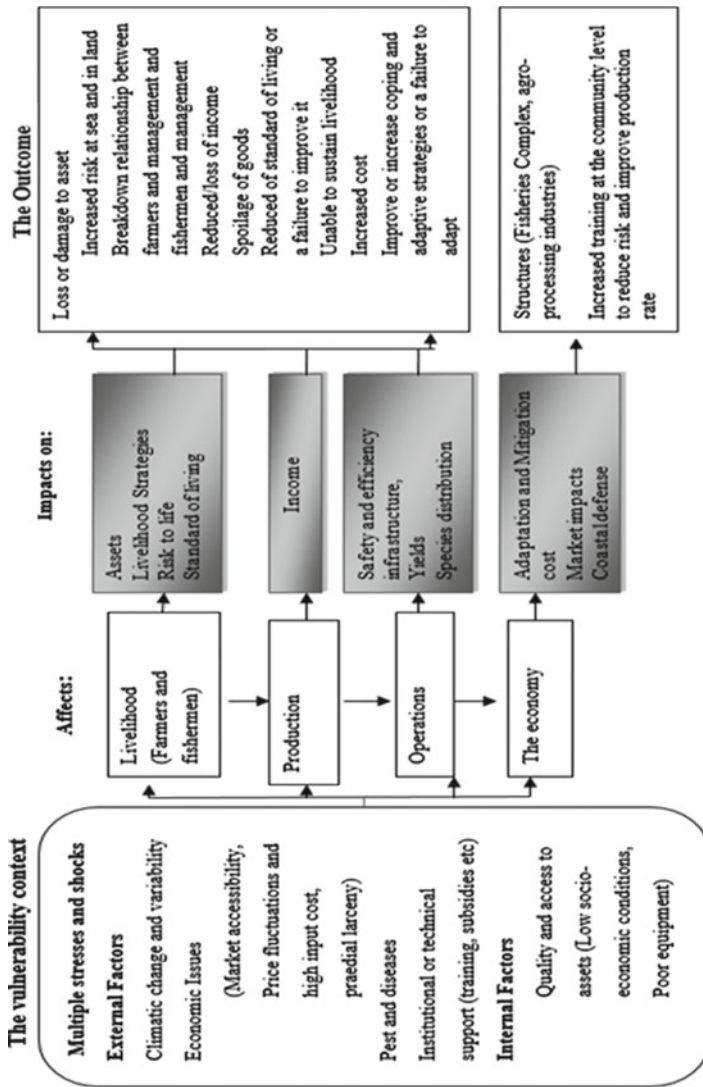 The vulnerability context
Multiple stresses and shocks
External Factors
Climatic change and variability
Economic Issues
(Market accessibility,
Price fluctuations and
high input cost,
praedial larceny)
Pest and diseases
Institutional or technical
support (training, subsidies etc)
Internal Factors
Quality and access to
assets (Low socio-
economic conditions,
Poor equipment)
Affects:
Livelihood
(Farmers and
fishermen)
Production
Operations
The economy
Impacts on:
Assets
Livelihood Strategies
Risk to life
Standard of living
Income
Safety and efficiency
infrastructure,
Yields
Species distribution
Adaptation and Mitigation
cost
Market impacts
Coastal defense
The Outcome
Loss or damage to asset
Increased risk at sea and in land
Breakdown relationship between
farmers and management and
fishermen and management
Reduced/loss of income
Spoilage of goods
Reduced of standard of living or
a failure to improve it
Unable to sustain livelihood
Increased cost
Improve or increase coping and
adaptive strategies or a failure to
adapt
Structures (Fisheries Complex, agro-
processing industries)
Increased training at the community level
to reduce risk and improve production
rate